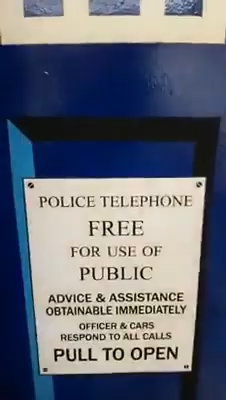 POLICE TELEPHONE
FREE
FOR USE OF
PUBLIC
ADVICE & ASSISTANCE
OBTAINABLE IMMEDIATELY
OFFICER & CARS
RESPOND TO ALL CALLS
PULL TO OPEN